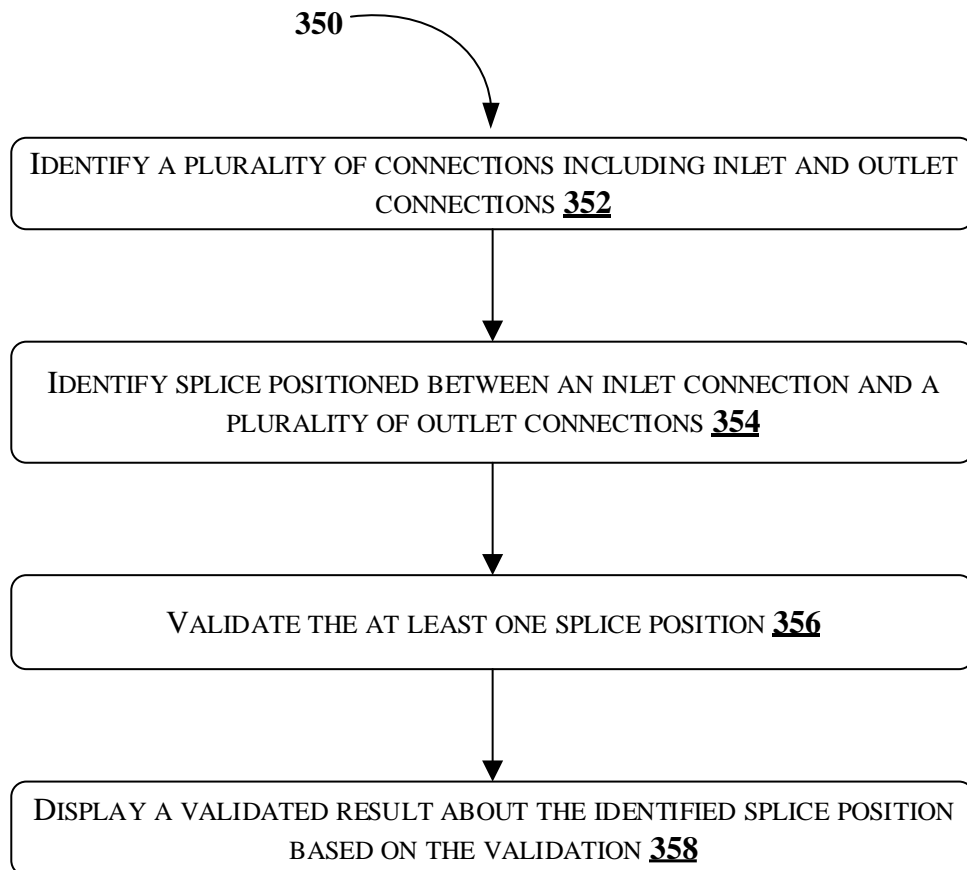 350
IDENTIFY A PLURALITY OF CONNECTIONS INCLUDING INLET AND OUTLET
CONNECTIONS 352
IDENTIFY SPLICE POSITIONED BETWEEN AN INLET CONNECTION AND A
PLURALITY OF OUTLET CONNECTIONS 354
VALIDATE THE AT LEAST ONE SPLICE POSITION 356
DISPLAY A VALIDATED RESULT ABOUT THE IDENTIFIED SPLICE POSITION
BASED ON THE VALIDATION 358